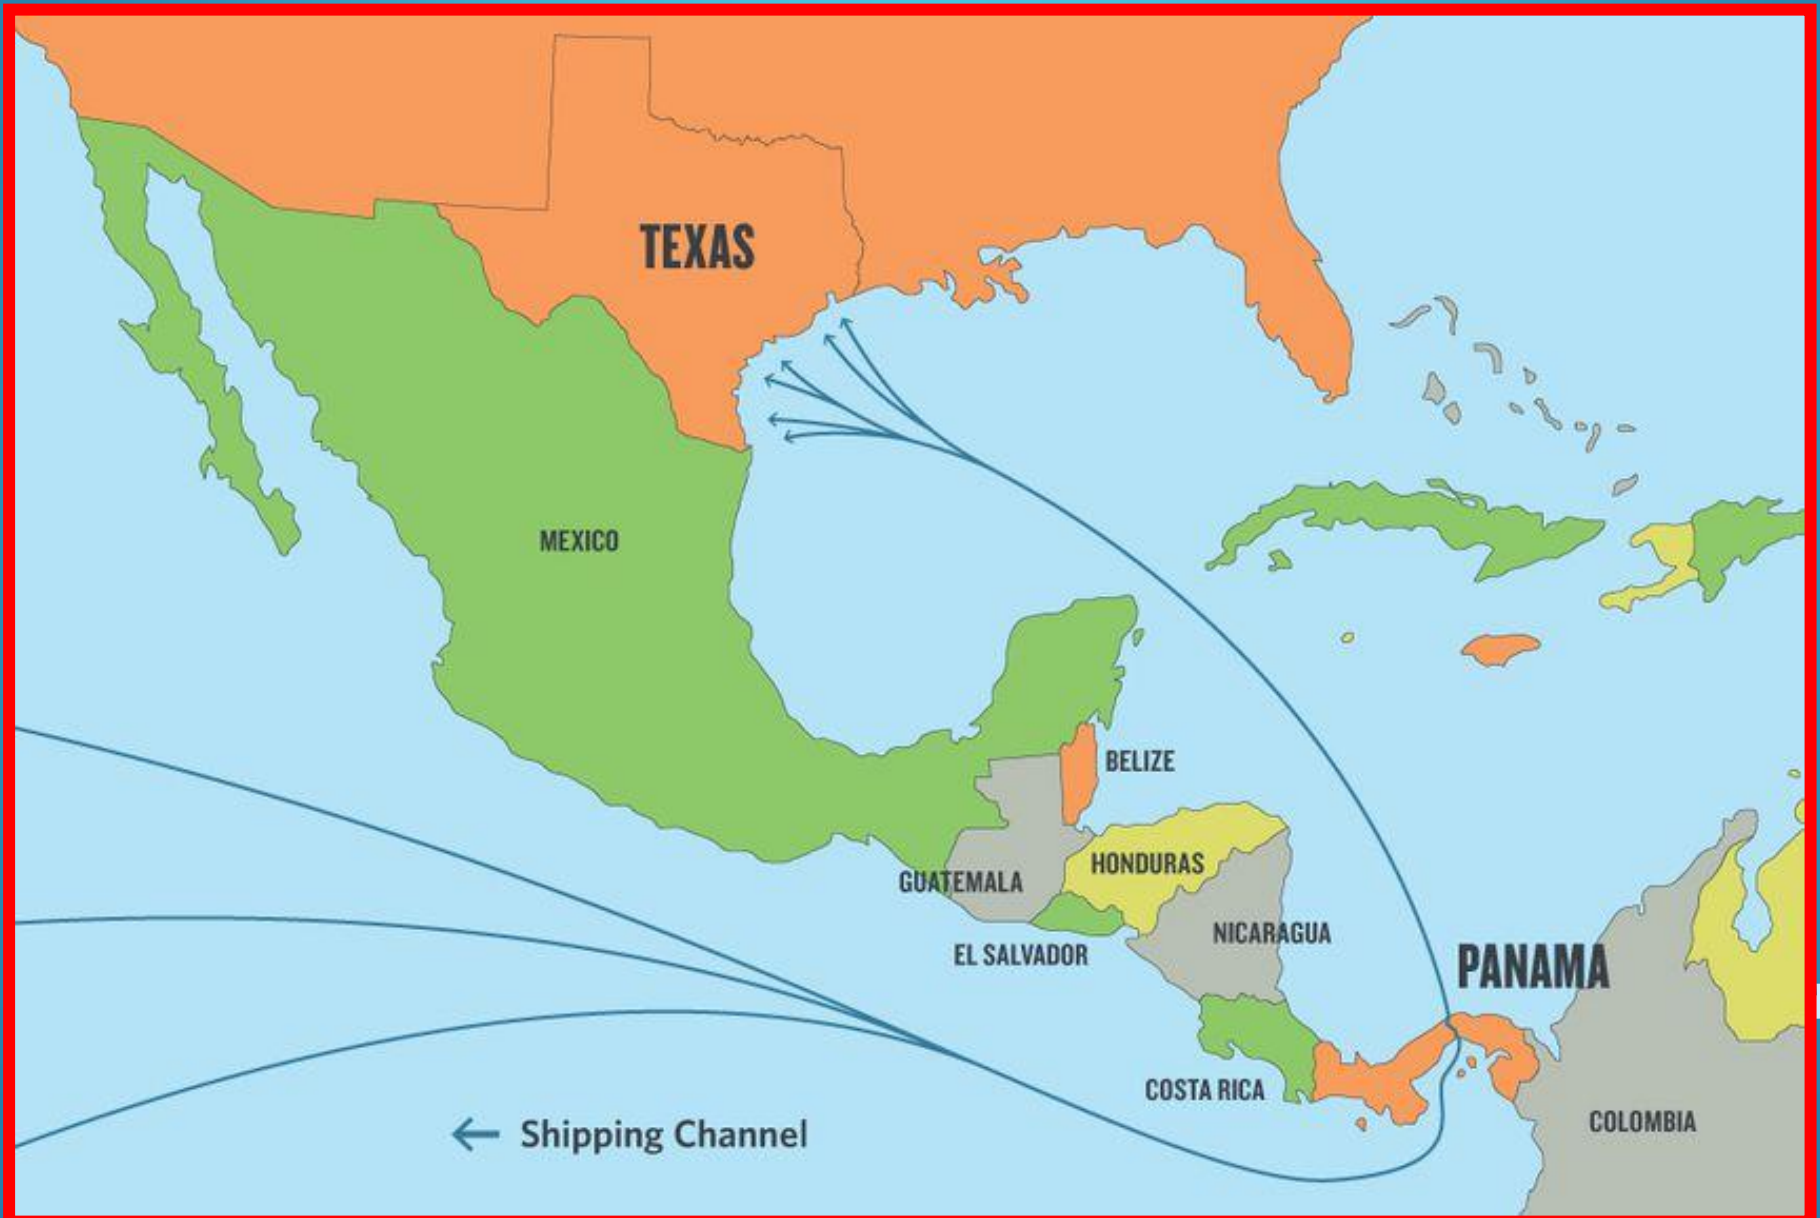 TEXAS
MEXICO
BELIZE
HONDURAS
GUATEMALA
NICARAGUA
EL SALVADOR
PANAMA
COSTA RICA
COLOMBIA
← Shipping Channel